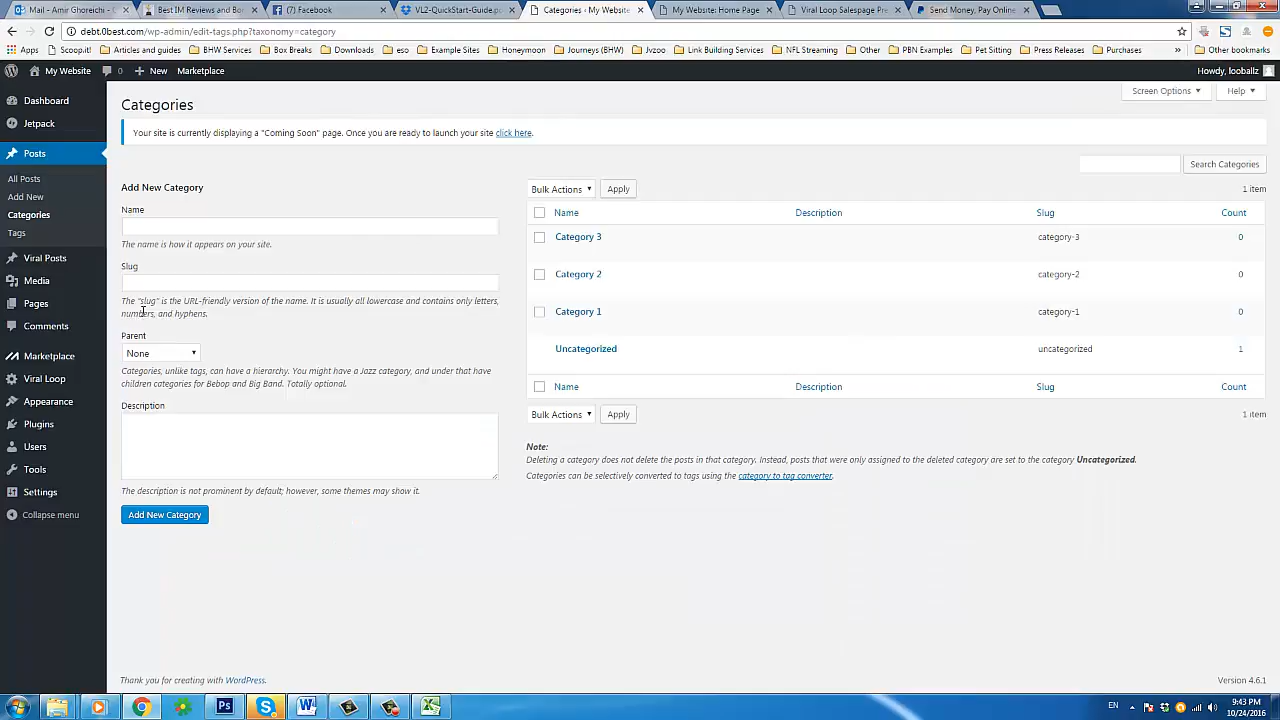 Mail - Amir Ghoreichi - O
Best IM Reviews and Bo
(7) Facebook
VL2-QuickStart-Guide.p
Categories ‹ My Website
My Website: Home Page
Viral Loop Salespage Pre
Send Money, Pay Online
debt.0best.com/wp-admin/edit-tags.php?taxonomy=category
Apps Scoop.it! Articles and guides BHW Services Box Breaks Downloads eso Example Sites Honeymoon Journeys (BHW) Jvzoo Link Building Services NFL Streaming Other PBN Examples Pet Sitting Press Releases Purchases » Other bookmarks
My Website 0 + New Marketplace Howdy, looballz
Dashboard
Jetpack
Posts
All Posts
Add New
Categories
Tags
Viral Posts
Media
Pages
Comments
Marketplace
Viral Loop
Appearance
Plugins
Users
Tools
Settings
Collapse menu
Screen Options Help
Categories
Your site is currently displaying a "Coming Soon" page. Once you are ready to launch your site click here.
Search Categories
Add New Category
Name
The name is how it appears on your site.
Slug
The "slug" is the URL-friendly version of the name. It is usually all lowercase and contains only letters,
numbers, and hyphens.
Parent
None
Categories, unlike tags, can have a hierarchy. You might have a Jazz category, and under that have
children categories for Bebop and Big Band. Totally optional.
Description
The description is not prominent by default; however, some themes may show it.
Add New Category
Bulk Actions Apply 1 item
Name Description Slug Count
Category 3 category-3 0
Category 2 category-2 0
Category 1 category-1 0
Uncategorized uncategorized 1
Name Description Slug Count
Bulk Actions Apply 1 item
Note:
Deleting a category does not delete the posts in that category. Instead, posts that were only assigned to the deleted category are set to the category Uncategorized.
Categories can be selectively converted to tags using the category to tag converter.
Thank you for creating with WordPress. Version 4.6.1
EN 9:43 PM
10/24/2016